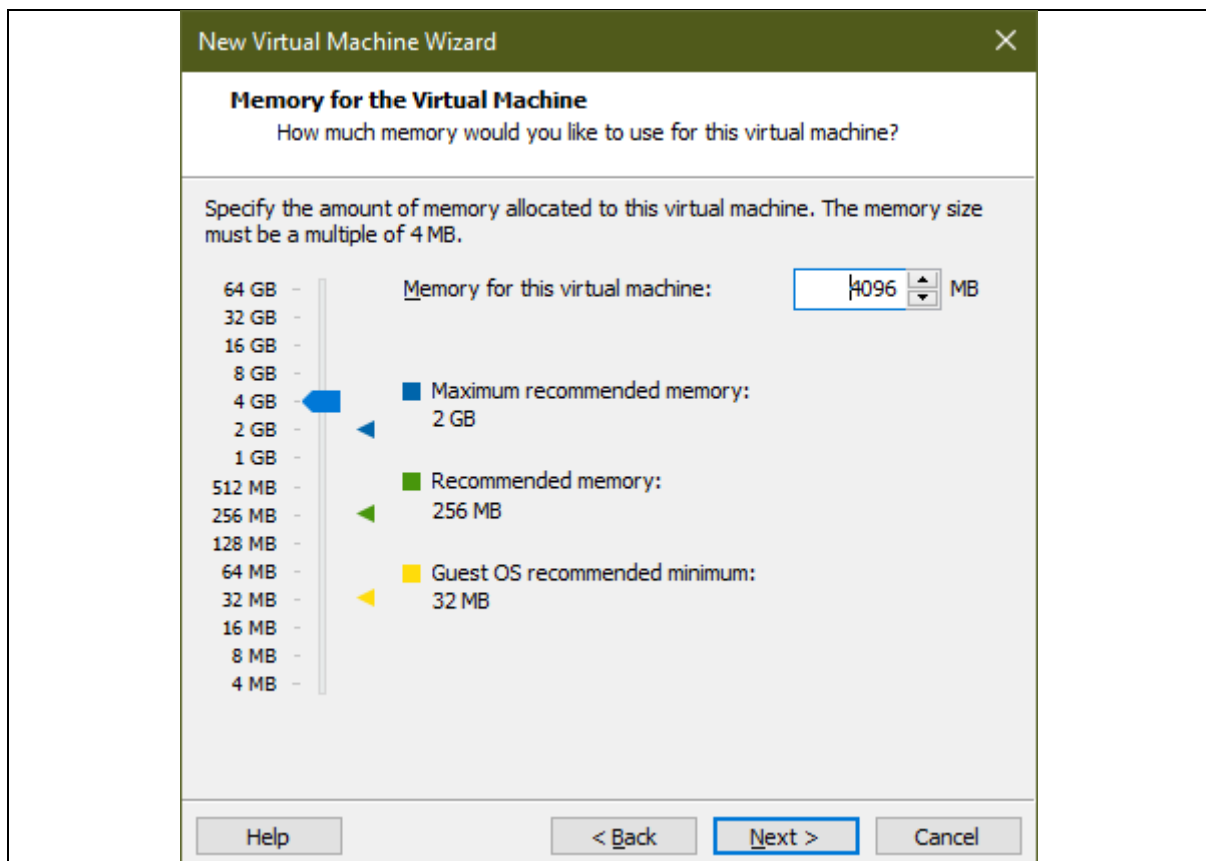 New Virtual Machine Wizard
Memory for the Virtual Machine
How much memory would you like to use for this virtual machine?
Specify the amount of memory allocated to this virtual machine. The memory size
must be a multiple of 4 MB.
64 GB
32 GB
16 GB
8 GB
4 GB
2 GB
1 GB
512 MB
256 MB
128 MB
64 MB
32 MB
16 MB
8 MB
4 MB
Memory for this virtual machine: 4096 MB
Maximum recommended memory:
2 GB
Recommended memory:
256 MB
Guest OS recommended minimum:
32 MB
Help < Back Next > Cancel